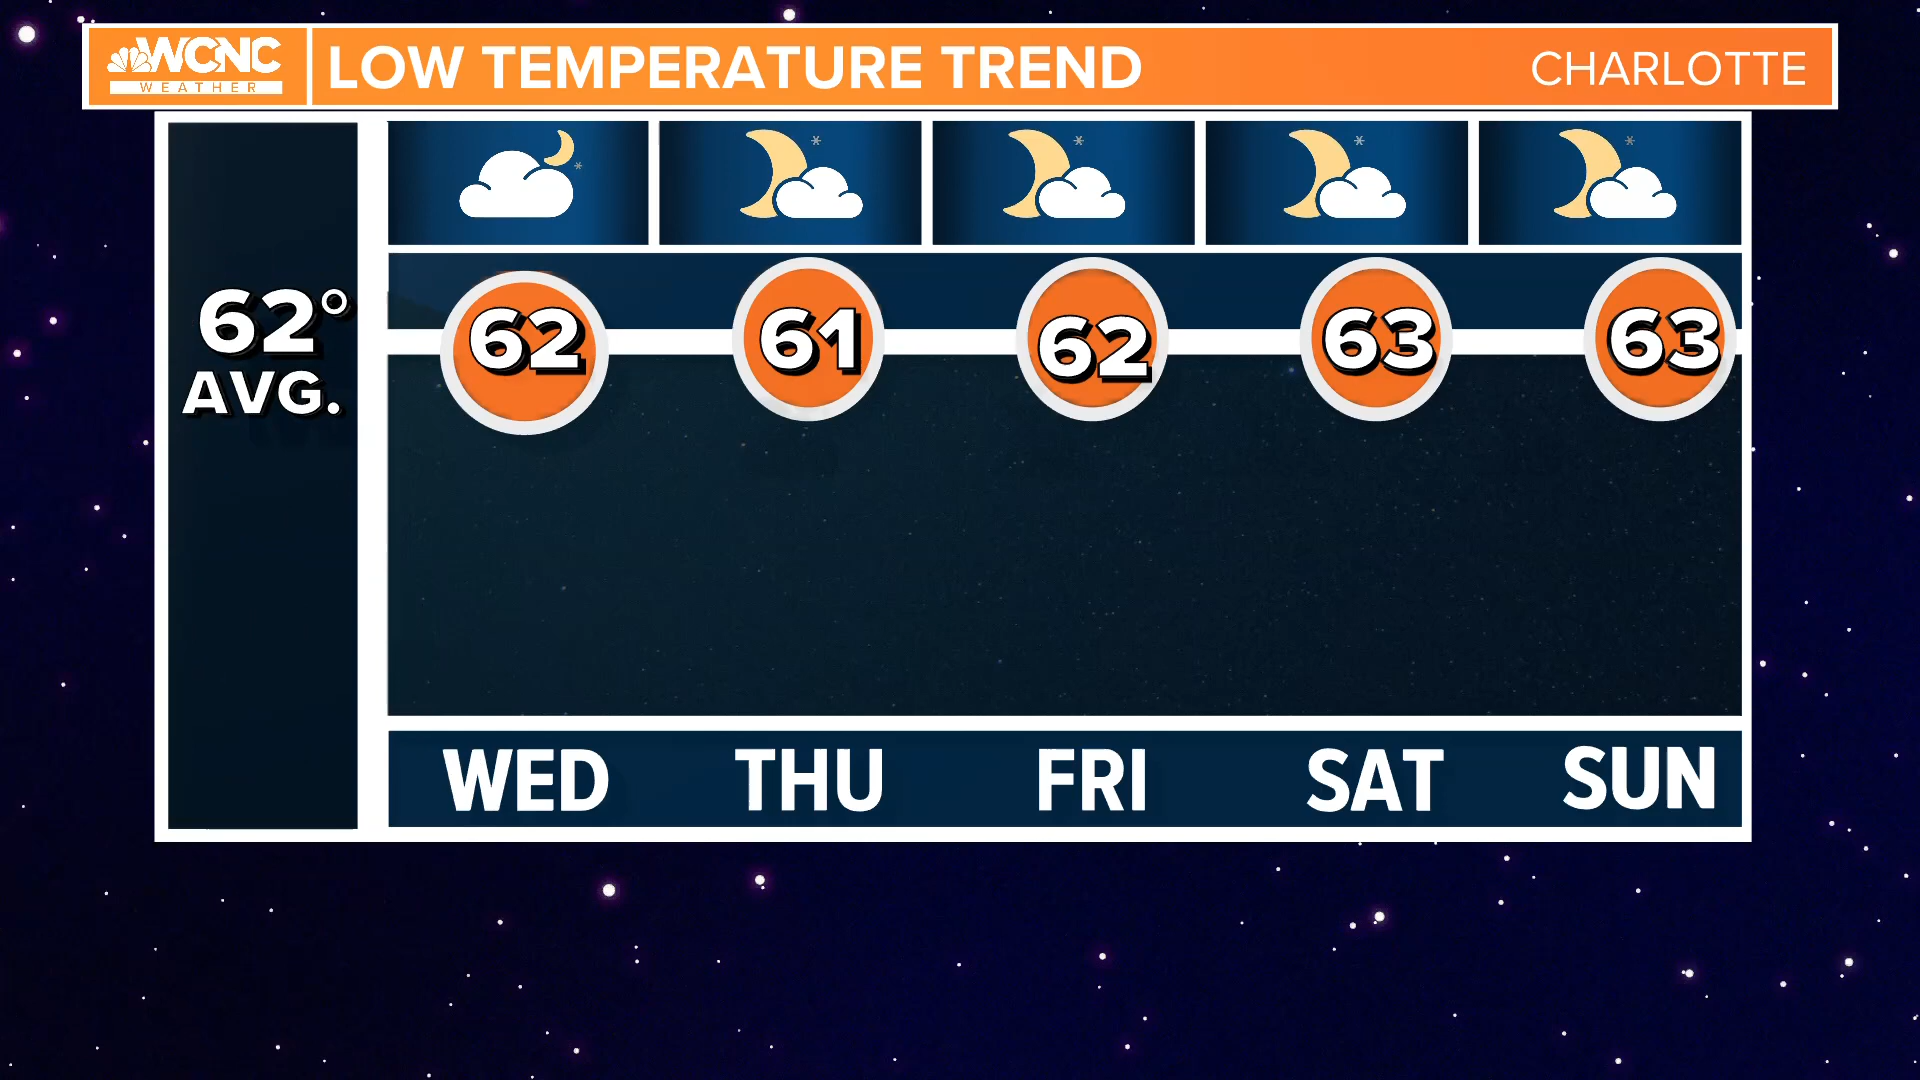 WCNC
WEATHER
LOW TEMPERATURE TREND
CHARLOTTE
62°
AVG.
62 61 62 63 63
WED THU FRI SAT SUN